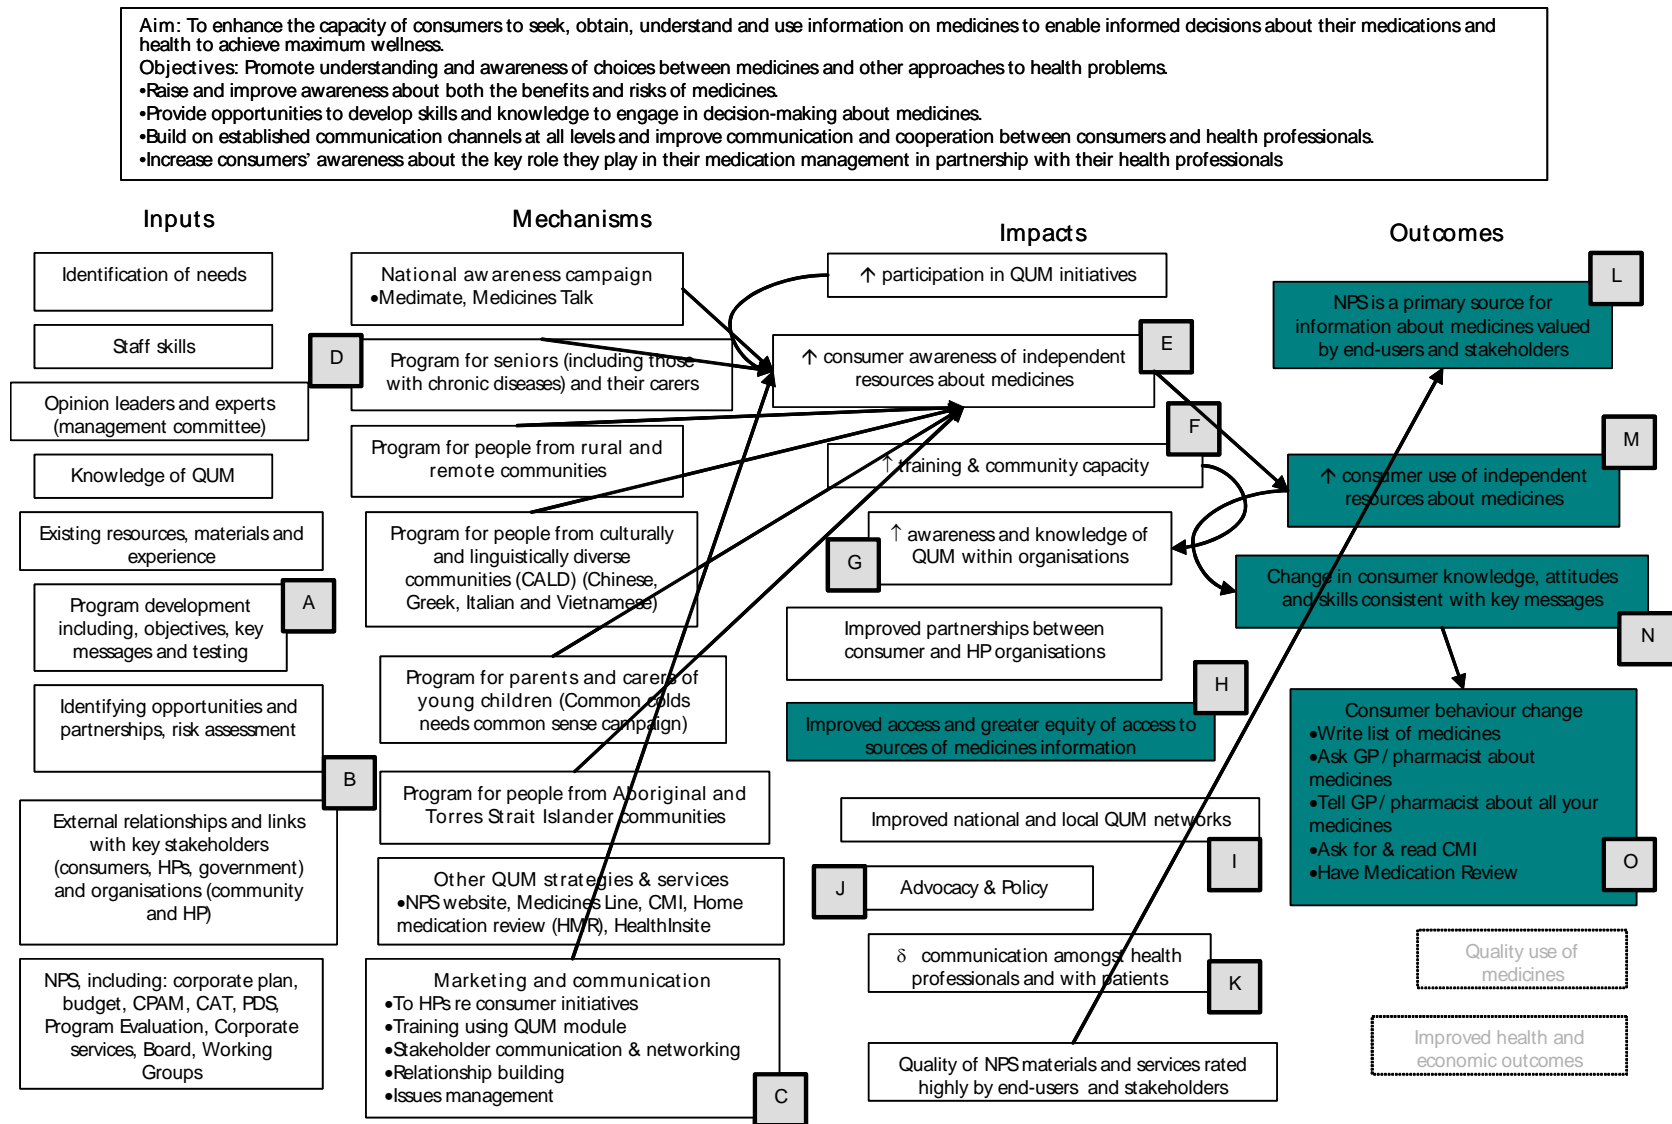 Aim: To enhance the capacity of consumers to seek, obtain, understand and use information on medicines to enable informed decisions about their medications and
health to achieve maximum wellness.
Objectives: Promote understanding and awareness of choices between medicines and other approaches to health problems.
•Raise and improve awareness about both the benefits and risks of medicines.
•Provide opportunities to develop skills and knowledge to engage in decision-making about medicines.
•Build on established communication channels at all levels and improve communication and cooperation between consumers and health professionals.
•Increase consumers' awareness about the key role they play in their medication management in partnership with their health professionals
Inputs
Identification of needs
Staff skills
Opinion leaders and experts
(management committee)
Knowledge of QUM
Existing resources, materials and
experience
Program development
including, objectives, key
messages and testing
A
Identifying opportunities and
partnerships, risk assessment
B
External relationships and links
with key stakeholders
(consumers, HPs, government)
and organisations (community
and HP)
NPS, including: corporate plan,
budget, CPAM, CAT, PDS,
Program Evaluation, Corporate
services, Board, Working
Groups
Mechanisms
National awareness campaign
•Medimate, Medicines Talk
D
Program for seniors (including those
with chronic diseases) and their carers
Program for people from rural and
remote communities
Program for people from culturally
and linguistically diverse
communities (CALD) (Chinese,
Greek, Italian and Vietnamese)
Program for parents and carers of
young children (Common colds
needs common sense campaign)
Program for people from Aboriginal and
Torres Strait Islander communities
Other QUM strategies & services
•NPS website, Medicines Line, CMI, Home
medication review (HMR), HealthInsite
Marketing and communication
•To HPs re consumer initiatives
•Training using QUM module
•Stakeholder communication & networking
•Relationship building
•Issues management
C
Impacts
↑ participation in QUM initiatives
↑ consumer awareness of independent
resources about medicines
E
F
↑ training & community capacity
↑ awareness and knowledge of
QUM within organisations
G
Improved partnerships between
consumer and HP organisations
H
Improved access and greater equity of access to
sources of medicines information
Improved national and local QUM networks
I
J
Advocacy & Policy
δ communication amongst health
professionals and with patients
K
Quality of NPS materials and services rated
highly by end-users and stakeholders
Outcomes
L
NPS is a primary source for
information about medicines valued
by end-users and stakeholders
M
↑ consumer use of independent
resources about medicines
Change in consumer knowledge, attitudes
and skills consistent with key messages
N
Consumer behaviour change
•Write list of medicines
•Ask GP / pharmacist about
medicines
•Tell GP / pharmacist about all your
medicines
•Ask for & read CMI
•Have Medication Review
O
Quality use of
medicines
Improved health and
economic outcomes